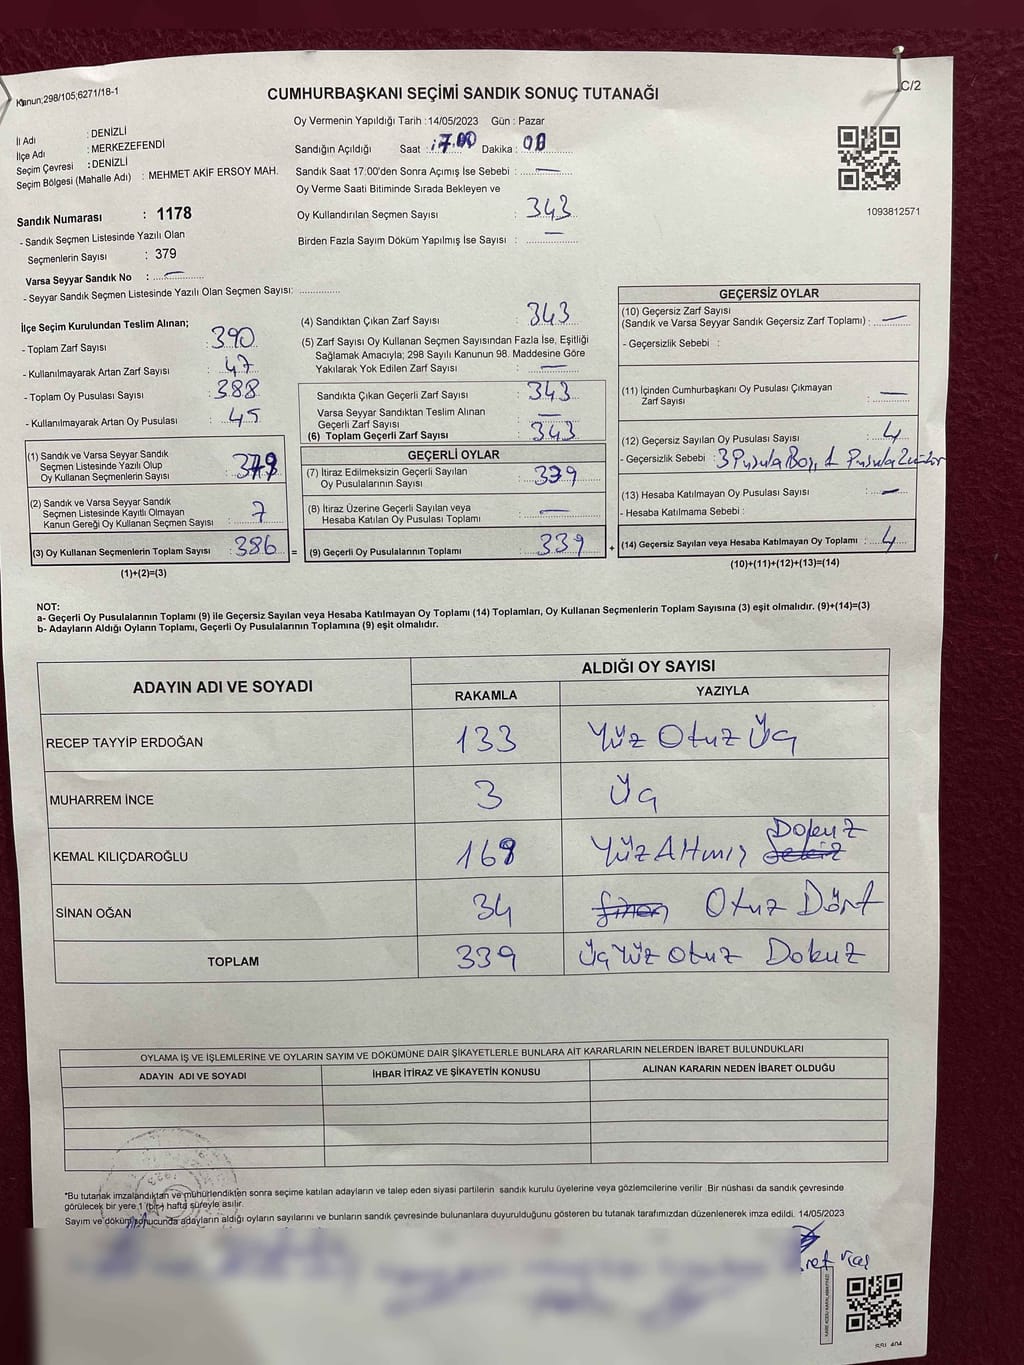 Kanun;298/105;6271/18-1
C/2
CUMHURBAŞKANI SEÇİMİ SANDIK SONUÇ TUTANAĞI
İl Adı : DENİZLİ
İlçe Adı : MERKEZEFENDİ
Seçim Çevresi : DENİZLİ
Seçim Bölgesi (Mahalle Adı) : MEHMET AKİF ERSOY MAH.
Sandık Numarası : 1178
- Sandık Seçmen Listesinde Yazılı Olan
Seçmenlerin Sayısı : 379
Varsa Seyyar Sandık No : —
- Seyyar Sandık Seçmen Listesinde Yazılı Olan Seçmen Sayısı: ............
Oy Vermenin Yapıldığı Tarih : 14/05/2023 Gün : Pazar
Sandığın Açıldığı Saat : 17.00 Dakika : 00
Sandık Saat 17:00'den Sonra Açımış İse Sebebi : —
Oy Verme Saati Bitiminde Sırada Bekleyen ve
Oy Kullandırılan Seçmen Sayısı : 343
Birden Fazla Sayım Döküm Yapılmış İse Sayısı : —
1093812571
İlçe Seçim Kurulundan Teslim Alınan;
- Toplam Zarf Sayısı : 390
- Kullanılmayarak Artan Zarf Sayısı : 47
- Toplam Oy Pusulası Sayısı : 388
- Kullanılmayarak Artan Oy Pusulası : 45
(1) Sandık ve Varsa Seyyar Sandık
Seçmen Listesinde Yazılı Olup
Oy Kullanan Seçmenlerin Sayısı : 379
(2) Sandık ve Varsa Seyyar Sandık
Seçmen Listesinde Kayıtlı Olmayan
Kanun Gereği Oy Kullanan Seçmen Sayısı : 7
(3) Oy Kullanan Seçmenlerin Toplam Sayısı : 386 =
(1)+(2)=(3)
(4) Sandıktan Çıkan Zarf Sayısı : 343
(5) Zarf Sayısı Oy Kullanan Seçmen Sayısından Fazla İse, Eşitliği
Sağlamak Amacıyla; 298 Sayılı Kanunun 98. Maddesine Göre
Yakılarak Yok Edilen Zarf Sayısı : —
Sandıkta Çıkan Geçerli Zarf Sayısı : 343
Varsa Seyyar Sandıktan Teslim Alınan
Geçerli Zarf Sayısı : —
(6) Toplam Geçerli Zarf Sayısı : 343
GEÇERLİ OYLAR
(7) İtiraz Edilmeksizin Geçerli Sayılan
Oy Pusulalarının Sayısı : 339
(8) İtiraz Üzerine Geçerli Sayılan veya
Hesaba Katılan Oy Pusulası Toplamı : —
(9) Geçerli Oy Pusulalarının Toplamı : 339 +
GEÇERSİZ OYLAR
(10) Geçersiz Zarf Sayısı
(Sandık ve Varsa Seyyar Sandık Geçersiz Zarf Toplamı) : —
- Geçersizlik Sebebi :
(11) İçinden Cumhurbaşkanı Oy Pusulası Çıkmayan
Zarf Sayısı : —
(12) Geçersiz Sayılan Oy Pusulası Sayısı : 4
- Geçersizlik Sebebi : 3 Pusula Boş, 1 Pusula
(13) Hesaba Katılmayan Oy Pusulası Sayısı : —
- Hesaba Katılmama Sebebi :
(14) Geçersiz Sayılan veya Hesaba Katılmayan Oy Toplamı : 4
(10)+(11)+(12)+(13)=(14)
NOT:
a- Geçerli Oy Pusulalarının Toplamı (9) ile Geçersiz Sayılan veya Hesaba Katılmayan Oy Toplamı (14) Toplamları, Oy Kullanan Seçmenlerin Toplam Sayısına (3) eşit olmalıdır. (9)+(14)=(3)
b- Adayların Aldığı Oyların Toplamı, Geçerli Oy Pusulalarının Toplamına (9) eşit olmalıdır.
ADAYIN ADI VE SOYADI ALDIĞI OY SAYISI
RAKAMLA YAZIYLA
RECEP TAYYİP ERDOĞAN 133 Yüz Otuz Üç
MUHARREM İNCE 3 Üç
KEMAL KILIÇDAROĞLU 169 Yüz Altmış Dokuz
SİNAN OĞAN 34 Otuz Dört
TOPLAM 339 Üç Yüz Otuz Dokuz
OYLAMA İŞ VE İŞLEMLERİNE VE OYLARIN SAYIM VE DÖKÜMÜNE DAİR ŞİKAYETLERLE BUNLARA AİT KARARLARIN NELERDEN İBARET BULUNDUKLARI
ADAYIN ADI VE SOYADI İHBAR İTİRAZ VE ŞİKAYETİN KONUSU ALINAN KARARIN NEDEN İBARET OLDUĞU
*Bu tutanak imzalandıktan ve mühürlendikten sonra seçime katılan adayların ve talep eden siyasi partilerin sandık kurulu üyelerine veya gözlemcilerine verilir .Bir nüshası da sandık çevresinde
görülecek bir yere 1 (bir) hafta süreyle asılır.
Sayım ve döküm sonucunda adayların aldığı oyların sayılarını ve bunların sandık çevresinde bulunanlara duyurulduğunu gösteren bu tutanak tarafımızdan düzenlenerek imza edildi. 14/05/2023